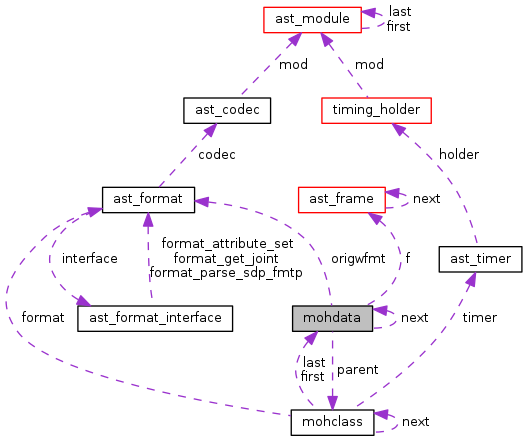 ast_module
last
first
mod
mod
ast_codec
timing_holder
codec
holder
ast_format
ast_frame
next
interface
format_attribute_set
format_get_joint
format_parse_sdp_fmtp
origwfmt
f
ast_timer
format
ast_format_interface
mohdata
next
timer
last
first
parent
mohclass
next